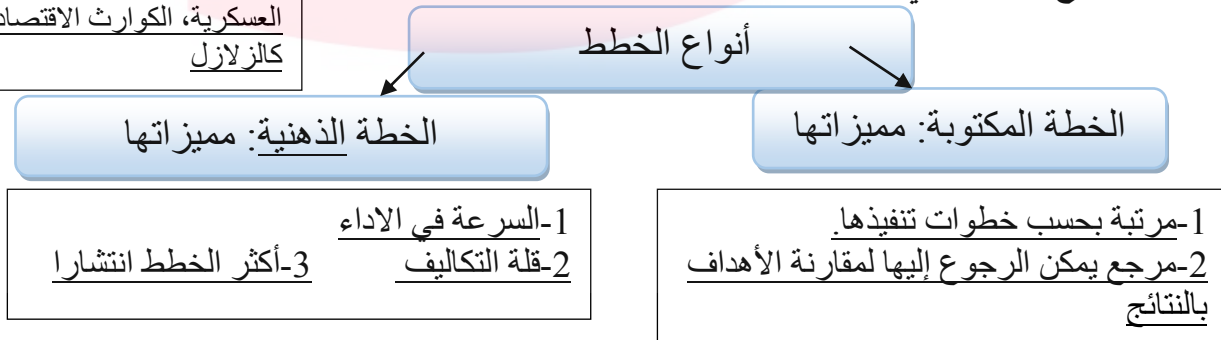 العسكرية، الكوارث
كالزلازل
أنواع الخطط
الخطة المكتوبة: مميزاتها
الخطة الذهنية: مميزاتها
1-مرتبة بحسب خطوات تنفيذها.
2-مرجع يمكن الرجوع إليها لمقارنة الأهداف
بالنتائج
1-السرعة في الاداء
2-قلة التكاليف 3-أكثر الخطط انتشارا